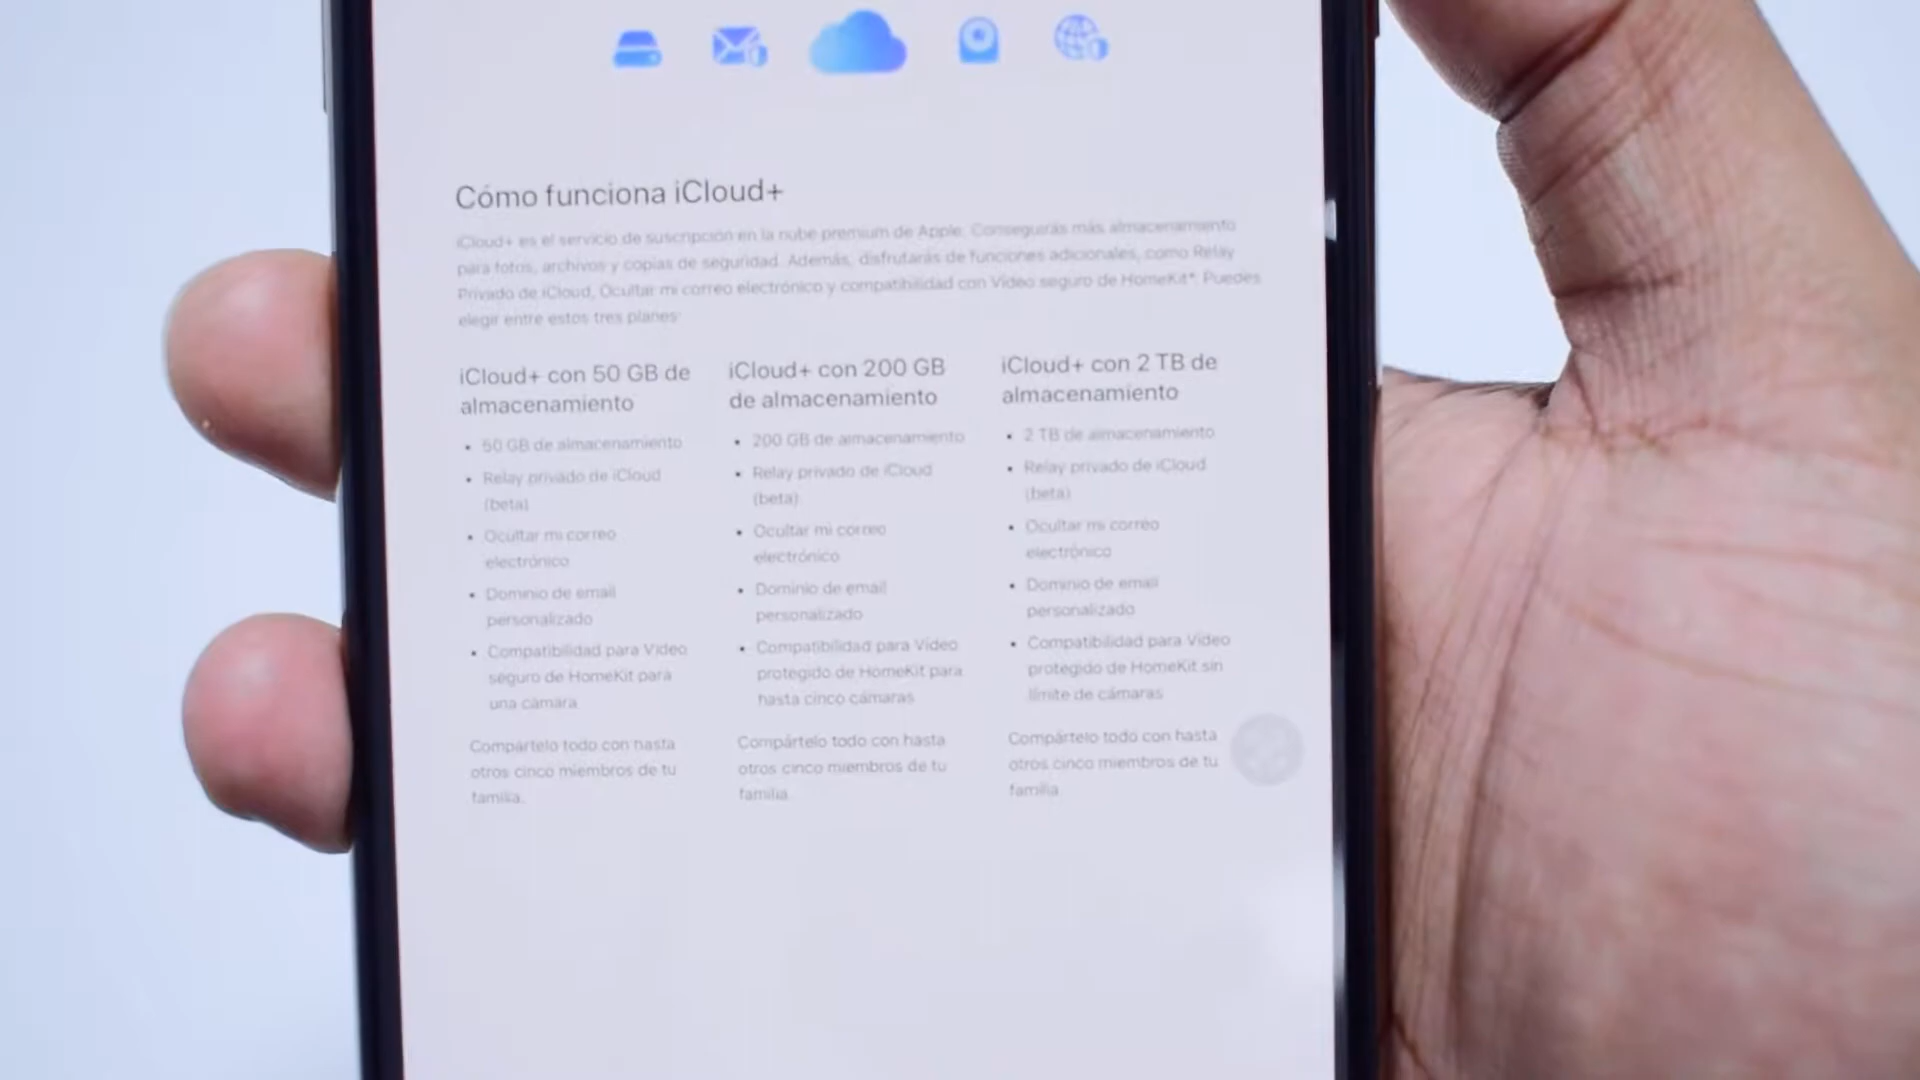 Cómo funciona iCloud+
iCloud+ es el servicio de suscripción en la nube premium de Apple. Conseguirás más almacenamiento
para fotos, archivos y copias de seguridad. Además, disfrutarás de funciones adicionales, como Relay
Privado de iCloud, Ocultar mi correo electrónico y compatibilidad con Vídeo seguro de HomeKit*. Puedes
elegir entre estos tres planes:
iCloud+ con 50 GB de
almacenamiento
• 50 GB de almacenamiento
• Relay privado de iCloud
(beta)
• Ocultar mi correo
electrónico
• Dominio de email
personalizado
• Compatibilidad para Vídeo
seguro de HomeKit para
una cámara
Compártelo todo con hasta
otros cinco miembros de tu
familia.
iCloud+ con 200 GB
de almacenamiento
• 200 GB de almacenamiento
• Relay privado de iCloud
(beta)
• Ocultar mi correo
electrónico
• Dominio de email
personalizado
• Compatibilidad para Vídeo
protegido de HomeKit para
hasta cinco cámaras
Compártelo todo con hasta
otros cinco miembros de tu
familia.
iCloud+ con 2 TB de
almacenamiento
• 2 TB de almacenamiento
• Relay privado de iCloud
(beta)
• Ocultar mi correo
electrónico
• Dominio de email
personalizado
• Compatibilidad para Vídeo
protegido de HomeKit sin
límite de cámaras
Compártelo todo con hasta
otros cinco miembros de tu
familia.